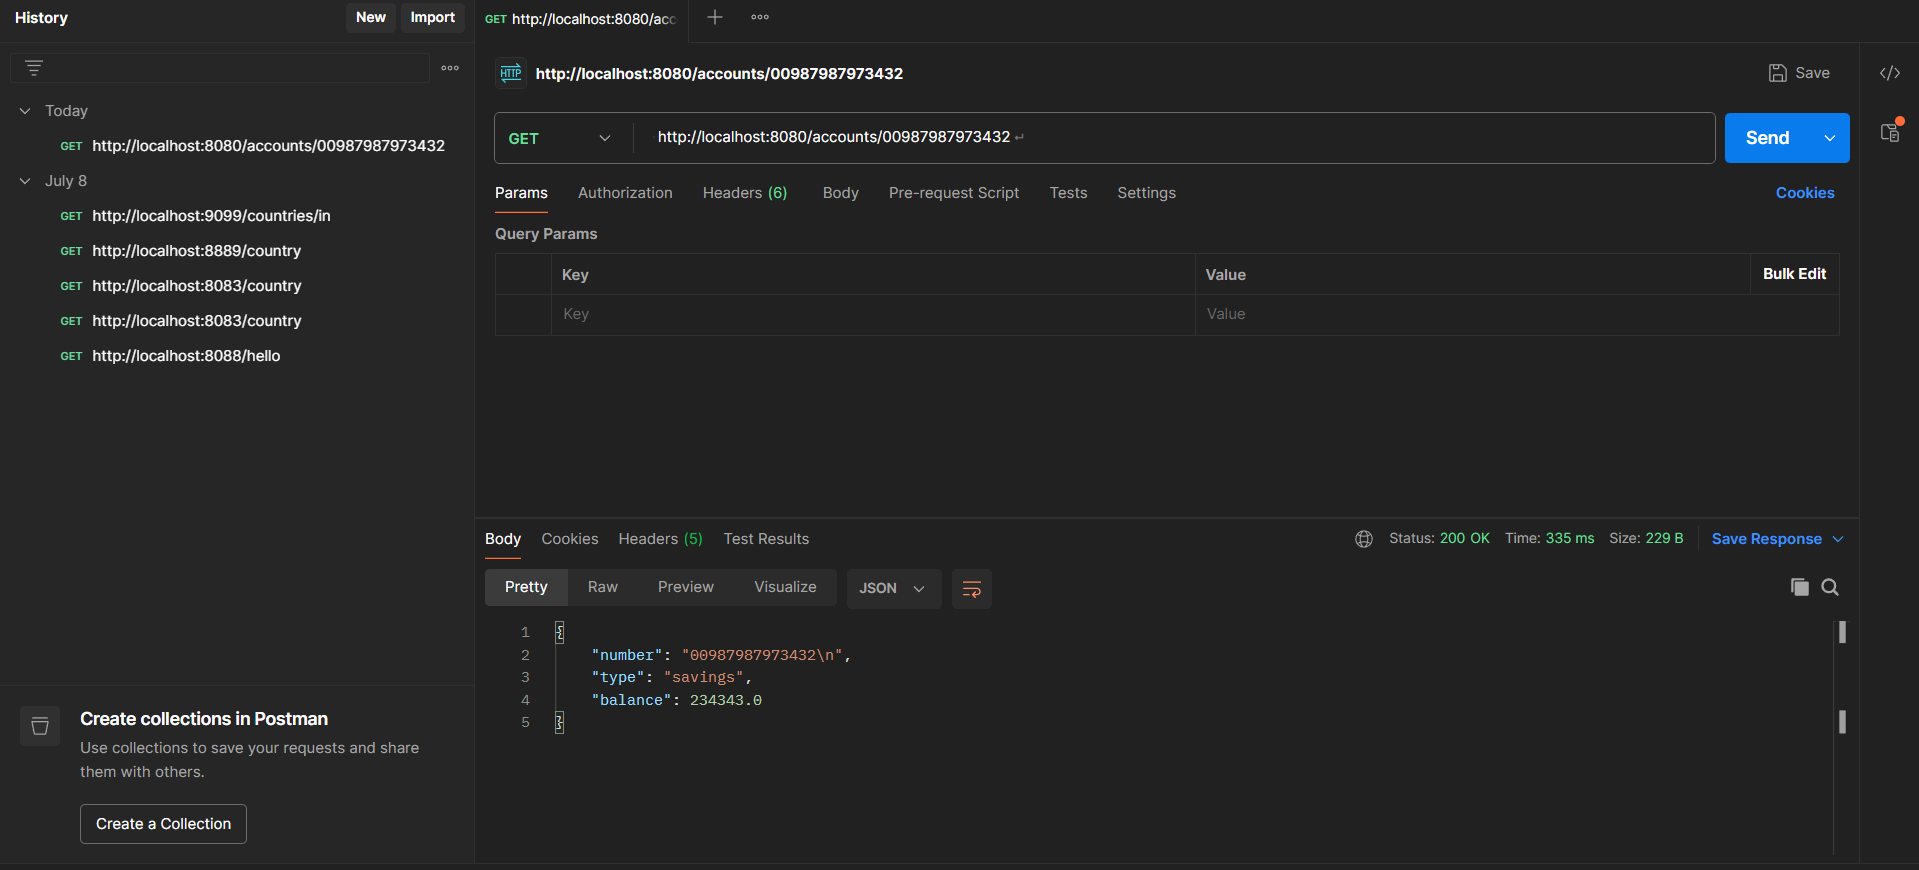 History
New
Import
Today
GET http://localhost:8080/accounts/00987987973432
July 8
GET http://localhost:9099/countries/in
GET http://localhost:8889/country
GET http://localhost:8083/country
GET http://localhost:8083/country
GET http://localhost:8088/hello
Create collections in Postman
Use collections to save your requests and share
them with others.
Create a Collection
GET http://localhost:8080/acc
HTTP http://localhost:8080/accounts/00987987973432
Save
GET http://localhost:8080/accounts/00987987973432 ↵
Send
Params Authorization Headers (6) Body Pre-request Script Tests Settings Cookies
Query Params
Key Value Bulk Edit
Key Value
Body Cookies Headers (5) Test Results Status: 200 OK Time: 335 ms Size: 229 B Save Response
Pretty Raw Preview Visualize JSON
1 {
2 "number": "00987987973432\n",
3 "type": "savings",
4 "balance": 234343.0
5 }